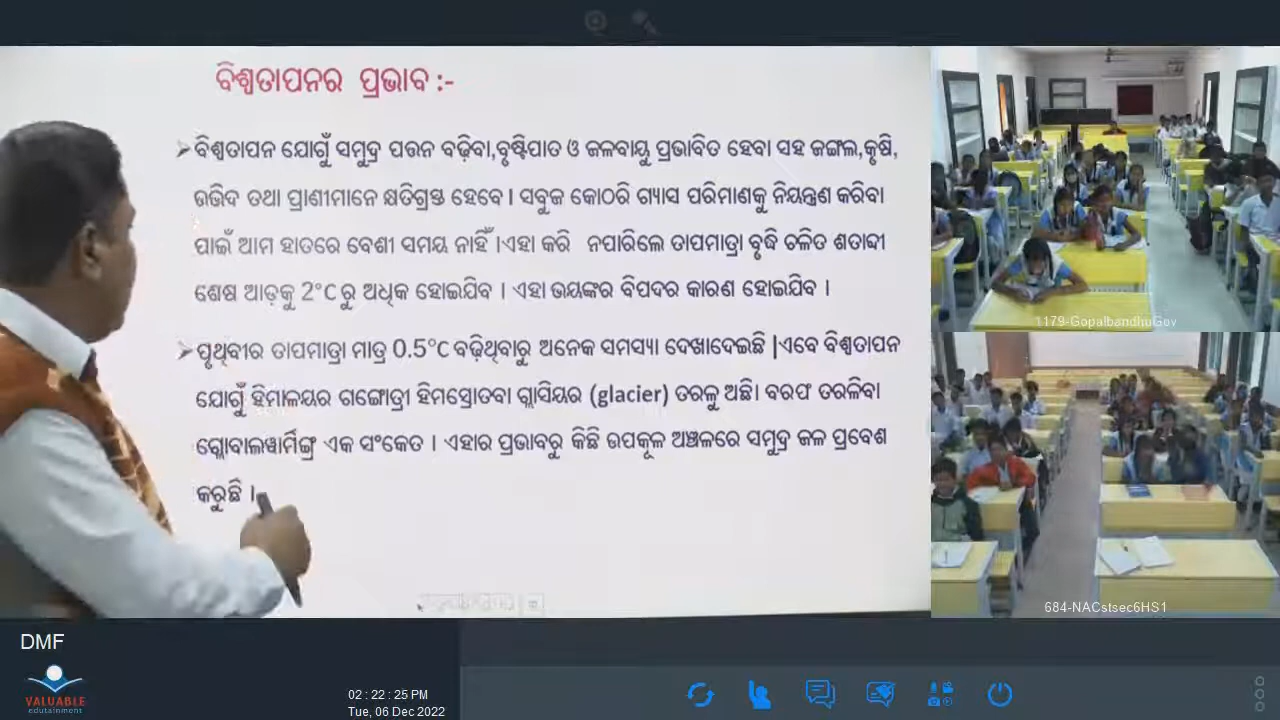 ବିଶ୍ୱତାପନର ପ୍ରଭାବ :-
➢ ବିଶ୍ୱତାପନ ଯୋଗୁଁ ସମୁଦ୍ର ପତ୍ତନ ବଢ଼ିବା,ବୃଷ୍ଟିପାତ ଓ ଜଳବାୟୁ ପ୍ରଭାବିତ ହେବା ସହ ଜଙ୍ଗଲ,କୃଷି,
ଉଦ୍ଭିଦ ତଥା ପ୍ରାଣୀମାନେ କ୍ଷତିଗ୍ରସ୍ତ ହେବେ । ସବୁଜ କୋଠରି ଗ୍ୟାସ ପରିମାଣକୁ ନିୟନ୍ତ୍ରଣ କରିବା
ପାଇଁ ଆମ ହାତରେ ବେଶୀ ସମୟ ନାହିଁ ।ଏହା କରି ନପାରିଲେ ତାପମାତ୍ରା ବୃଦ୍ଧି ଚଳିତ ଶତାବ୍ଦୀ
ଶେଷ ଆଡ଼କୁ 2°C ରୁ ଅଧିକ ହୋଇଯିବ । ଏହା ଭୟଙ୍କର ବିପଦର କାରଣ ହୋଇଯିବ ।
➢ ପୃଥିବୀର ତାପମାତ୍ରା ମାତ୍ର 0.5°C ବଢ଼ିଥିବାରୁ ଅନେକ ସମସ୍ୟା ଦେଖାଦେଇଛି |ଏବେ ବିଶ୍ୱତାପନ
ଯୋଗୁଁ ହିମାଳୟର ଗଙ୍ଗୋତ୍ରୀ ହିମସ୍ରୋତବା ଗ୍ଲାସିୟର (glacier) ତରଳୁ ଅଛି। ବରଫ ତରଳିବା
ଗ୍ଲୋବାଲୱାର୍ମିଙ୍ଗ୍ର ଏକ ସଂକେତ । ଏହାର ପ୍ରଭାବରୁ କିଛି ଉପକୂଳ ଅଞ୍ଚଳରେ ସମୁଦ୍ର ଜଳ ପ୍ରବେଶ
କରୁଛି ।
1179-GopalbandhuGov
684-NACstsec6HS1
DMF
VALUABLE
edutainment
02 : 22 : 25 PM
Tue, 06 Dec 2022